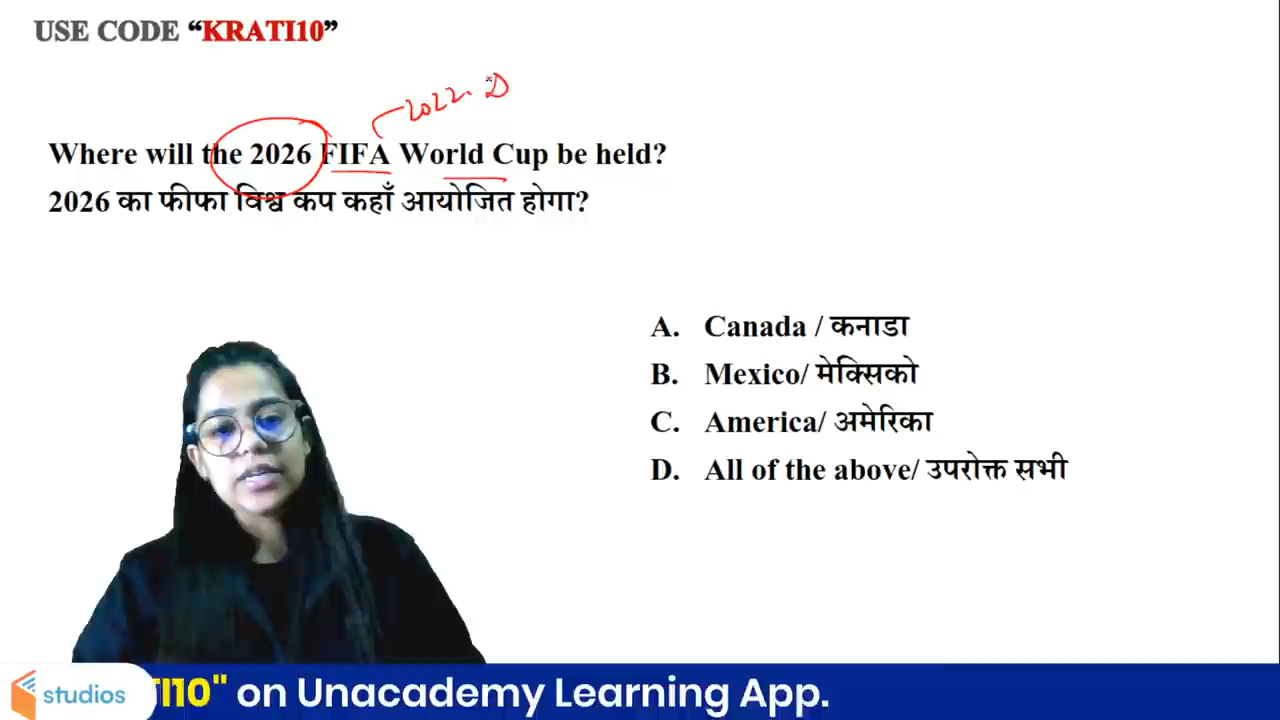 USE CODE “KRATI10”
2022. D
Where will the 2026 FIFA World Cup be held?
2026 का फीफा विश्व कप कहाँ आयोजित होगा?
A. Canada / कनाडा
B. Mexico/ मेक्सिको
C. America/ अमेरिका
D. All of the above/ उपरोक्त सभी
studios
TI10" on Unacademy Learning App.